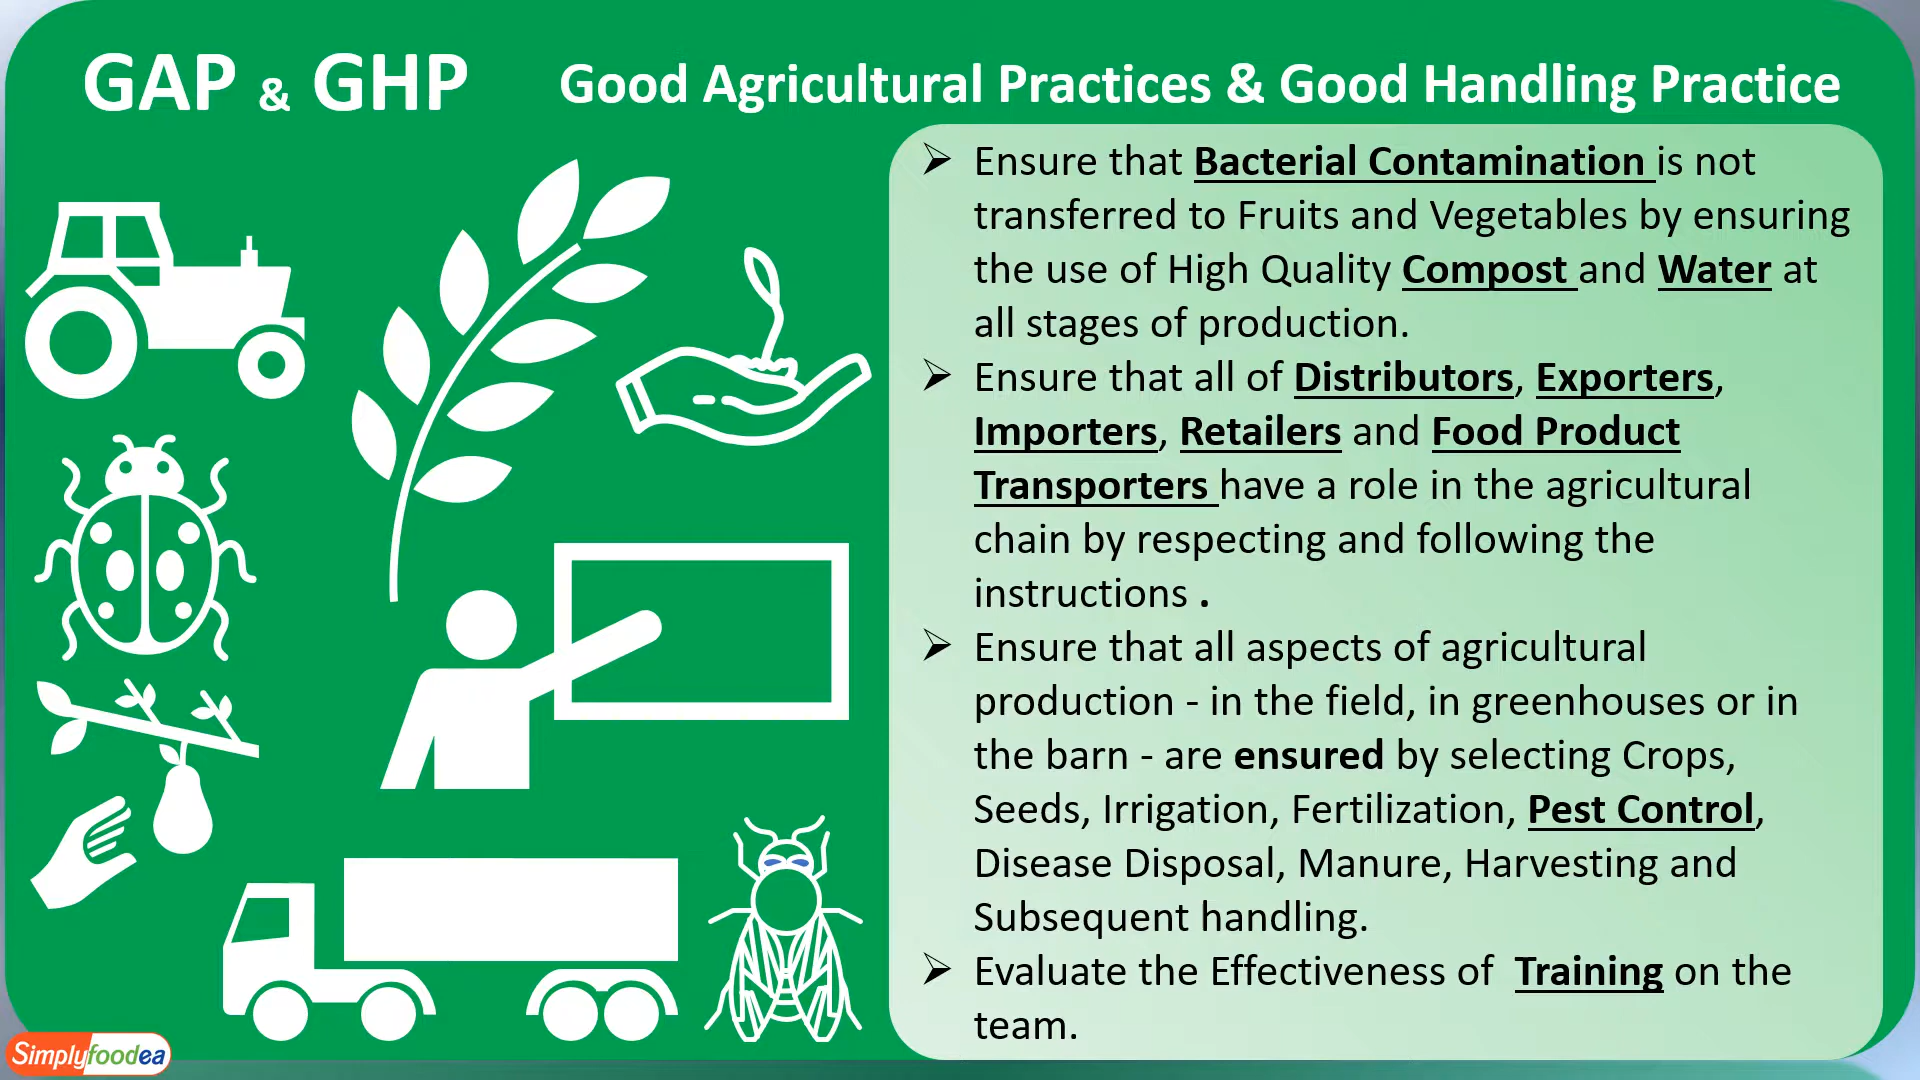 GAP & GHP
Good Agricultural Practices & Good Handling Practice
➢ Ensure that Bacterial Contamination is not
transferred to Fruits and Vegetables by ensuring
the use of High Quality Compost and Water at
all stages of production.
➢ Ensure that all of Distributors, Exporters,
Importers, Retailers and Food Product
Transporters have a role in the agricultural
chain by respecting and following the
instructions .
➢ Ensure that all aspects of agricultural
production - in the field, in greenhouses or in
the barn - are ensured by selecting Crops,
Seeds, Irrigation, Fertilization, Pest Control,
Disease Disposal, Manure, Harvesting and
Subsequent handling.
➢ Evaluate the Effectiveness of Training on the
team.
Simplyfoodea